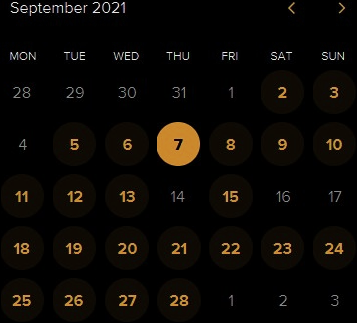 September 2021 < >
MON TUE WED THU FRI SAT SUN
28 29 30 31 1 2 3
4 5 6 7 8 9 10
11 12 13 14 15 16 17
18 19 20 21 22 23 24
25 26 27 28 1 2 3